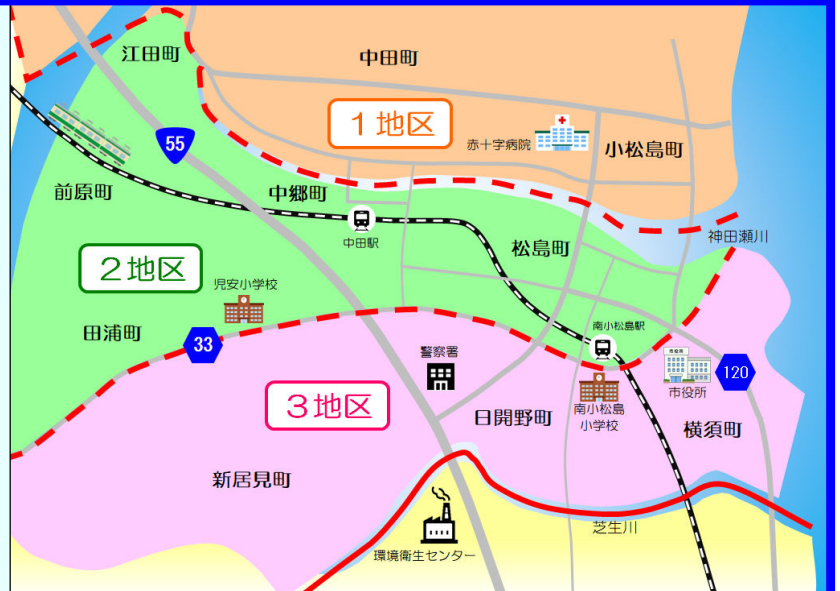 江田町
中田町
1地区
赤十字病院
小松島町
55
前原町
中郷町
中田駅
松島町
神田瀬川
2地区
児安小学校
田浦町
33
南小松島駅
警察署
市役所
市役所
120
3地区
日開野町
南小松島
小学校
横須町
新居見町
芝生川
環境衛生センター